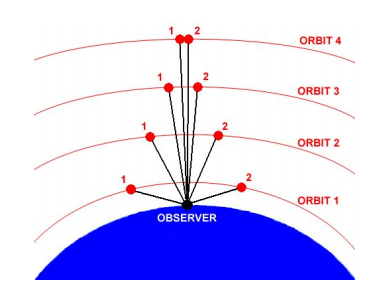 1 2
ORBIT 4
1 2
ORBIT 3
1 2
ORBIT 2
1 2
ORBIT 1
OBSERVER